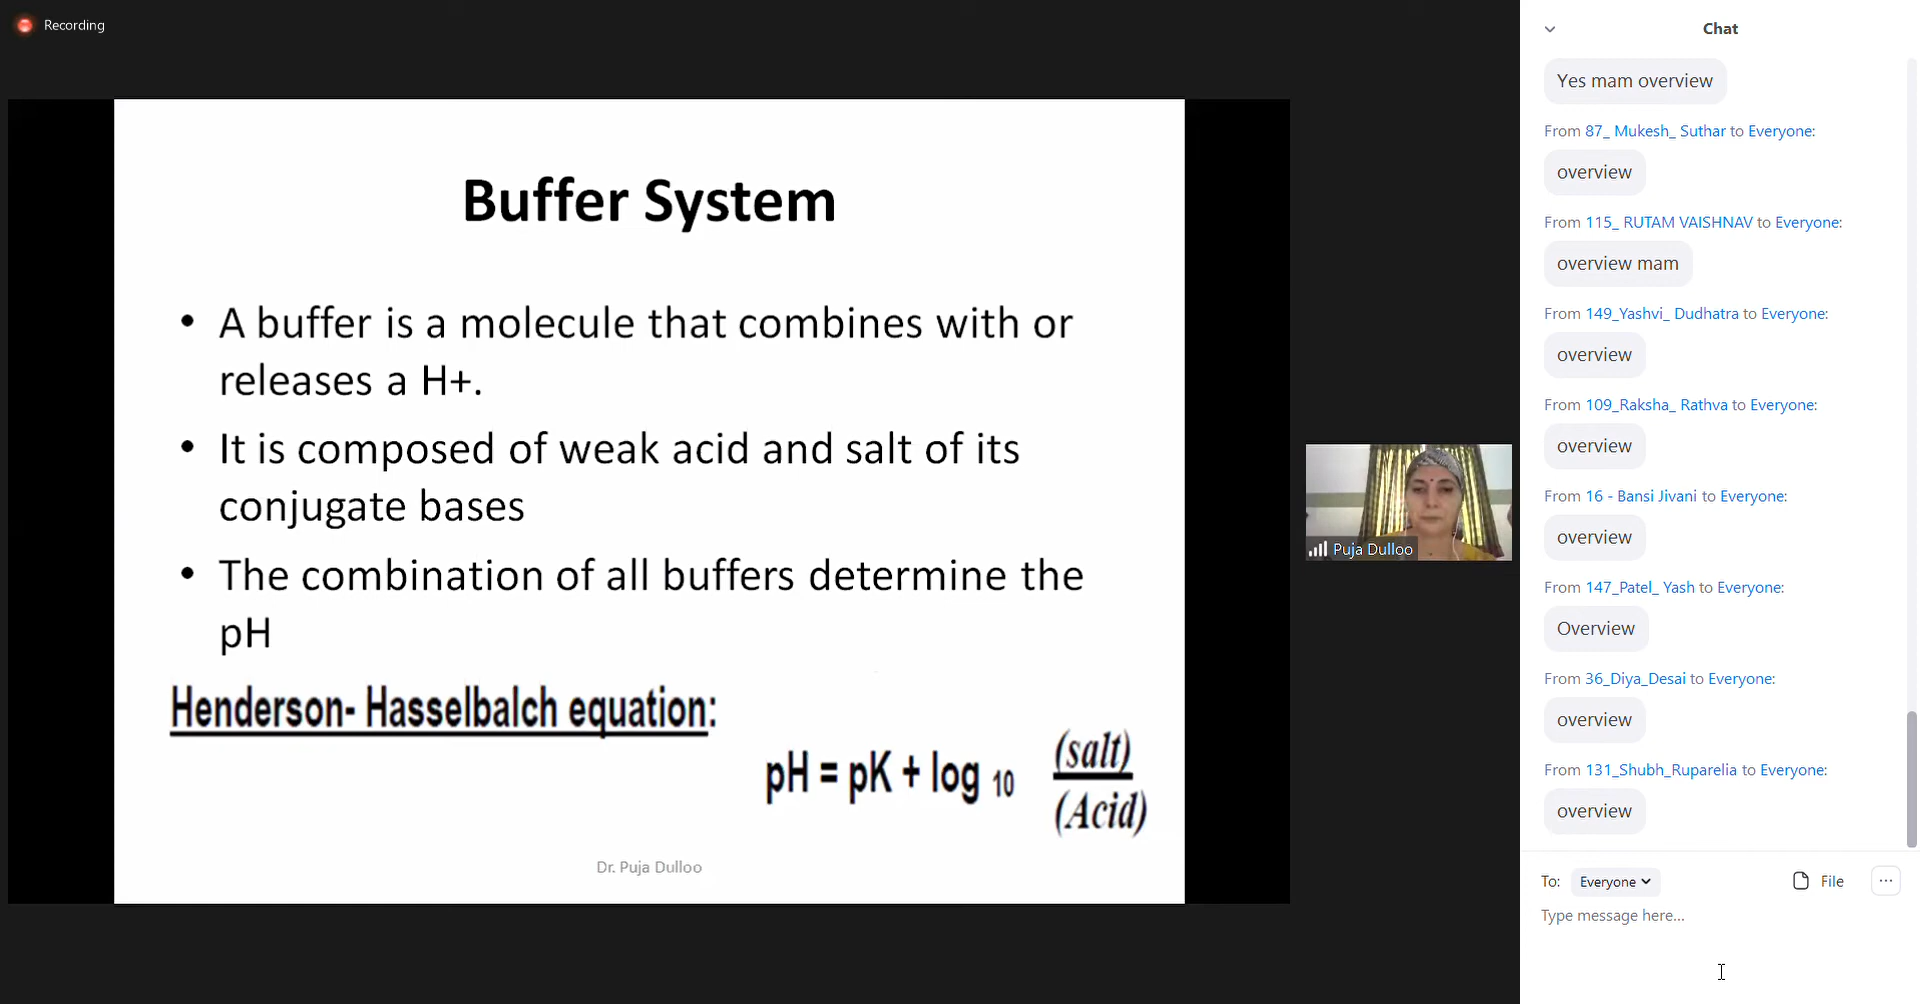 Recording
Buffer System
• A buffer is a molecule that combines with or
releases a H+.
• It is composed of weak acid and salt of its
conjugate bases
• The combination of all buffers determine the
pH
Henderson- Hasselbalch equation:
pH = pK + log 10 (salt)
(Acid)
Dr. Puja Dulloo
Puja Dulloo
Chat
Yes mam overview
From 87_ Mukesh_ Suthar to Everyone:
overview
From 115_ RUTAM VAISHNAV to Everyone:
overview mam
From 149_Yashvi_ Dudhatra to Everyone:
overview
From 109_Raksha_ Rathva to Everyone:
overview
From 16 - Bansi Jivani to Everyone:
overview
From 147_Patel_ Yash to Everyone:
Overview
From 36_Diya_Desai to Everyone:
overview
From 131_Shubh_Ruparelia to Everyone:
overview
To: Everyone File ...
Type message here...